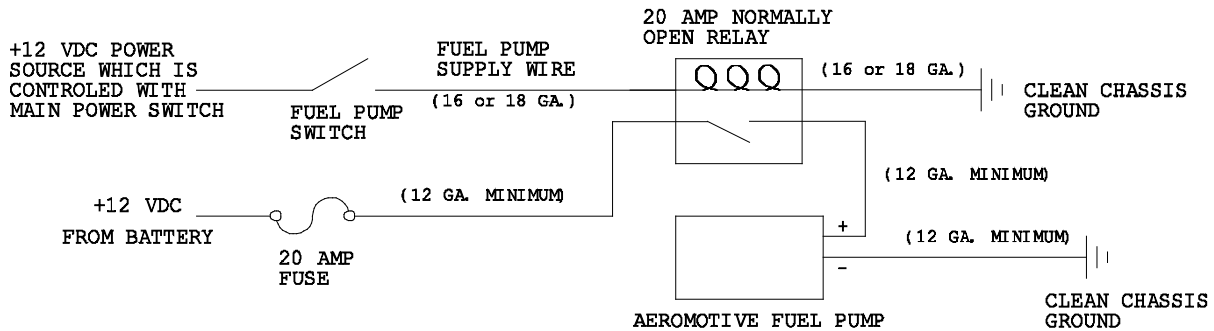 20 AMP NORMALLY
OPEN RELAY
+12 VDC POWER
SOURCE WHICH IS
CONTROLED WITH
MAIN POWER SWITCH
FUEL PUMP
SUPPLY WIRE
(16 or 18 GA.)
(16 or 18 GA.)
CLEAN CHASSIS
GROUND
FUEL PUMP
SWITCH
(12 GA. MINIMUM)
(12 GA. MINIMUM)
+12 VDC
FROM BATTERY
20 AMP
FUSE
+
(12 GA. MINIMUM)
-
CLEAN CHASSIS
GROUND
AEROMOTIVE FUEL PUMP